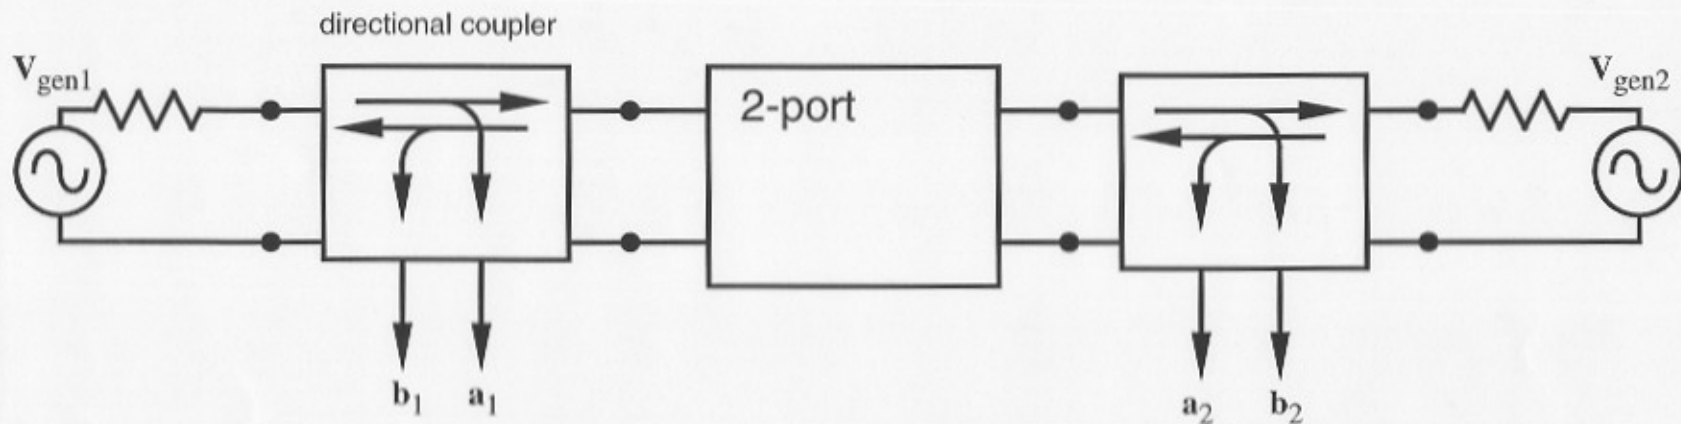 directional coupler
Vgen1
Vgen2
2-port
b1 a1
a2 b2